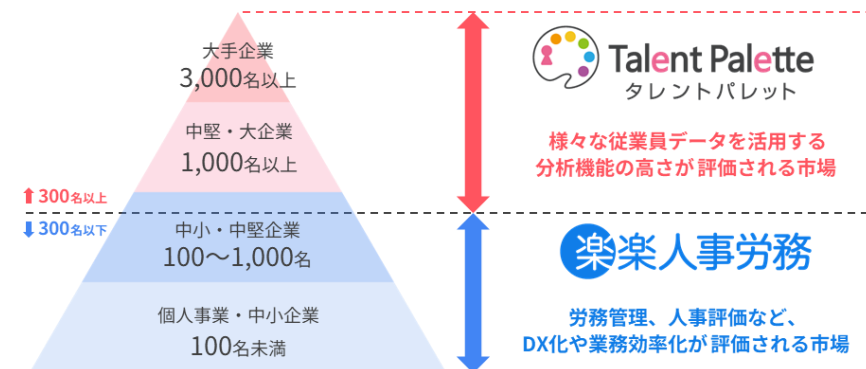 大手企業
3,000名以上
中堅・大企業
1,000名以上
300名以上
300名以下
中小・中堅企業
100〜1,000名
個人事業・中小企業
100名未満
Talent Palette
タレントパレット
様々な従業員データを活用する
分析機能の高さが評価される市場
楽楽人事労務
労務管理、人事評価など、
DX化や業務効率化が評価される市場